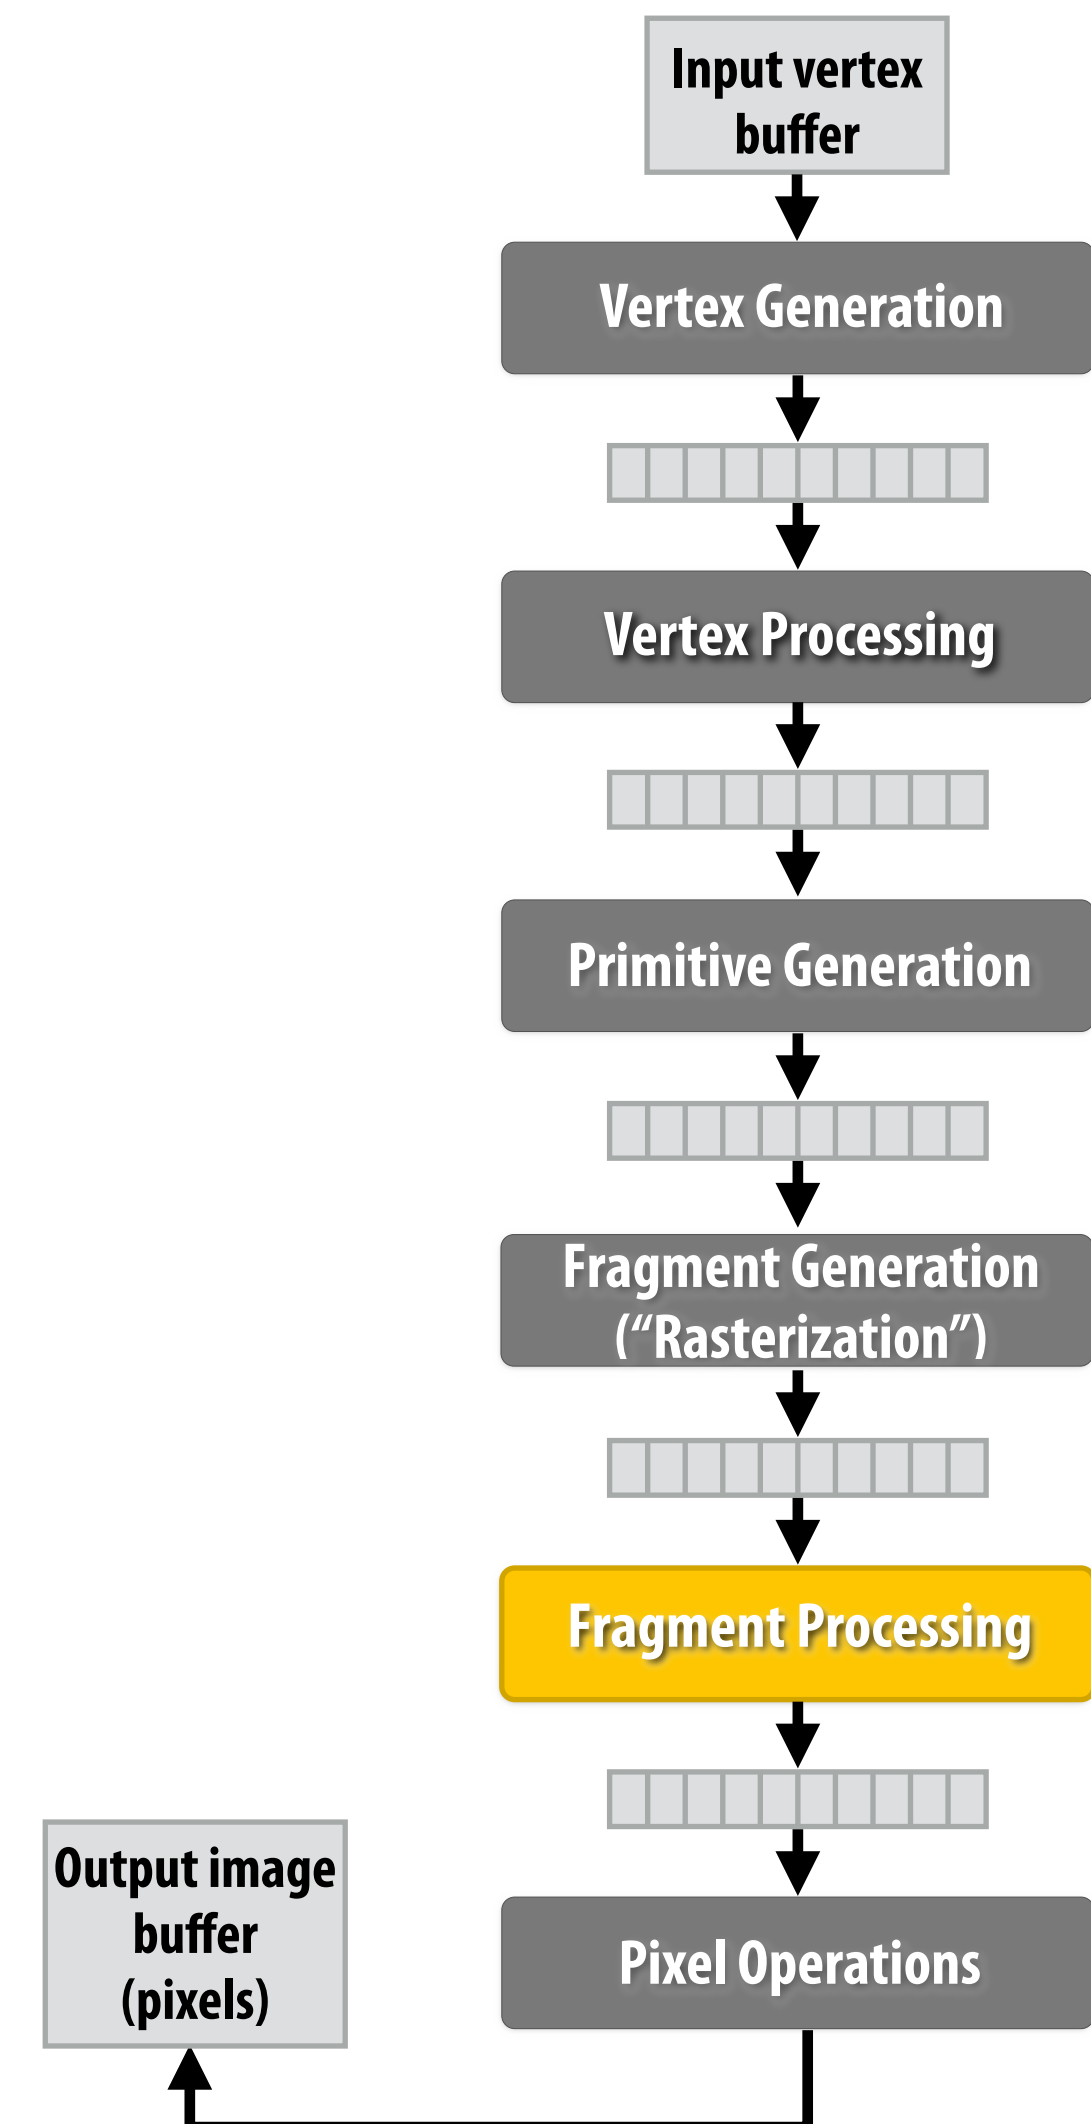 Input vertex
buffer
Vertex Generation
Vertex Processing
Primitive Generation
Fragment Generation
(“Rasterization”)
Fragment Processing
Output image
buffer
(pixels)
Pixel Operations